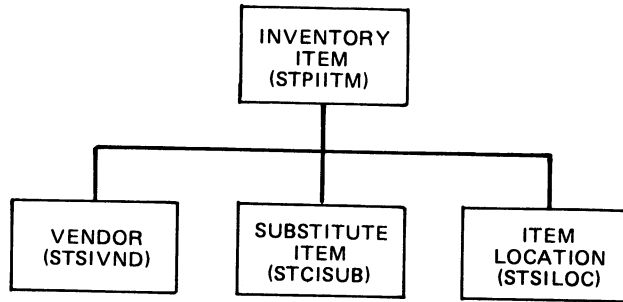 INVENTORY
ITEM
(STPIITM)
VENDOR
(STSIVND)
SUBSTITUTE
ITEM
(STCISUB)
ITEM
LOCATION
(STSILOC)